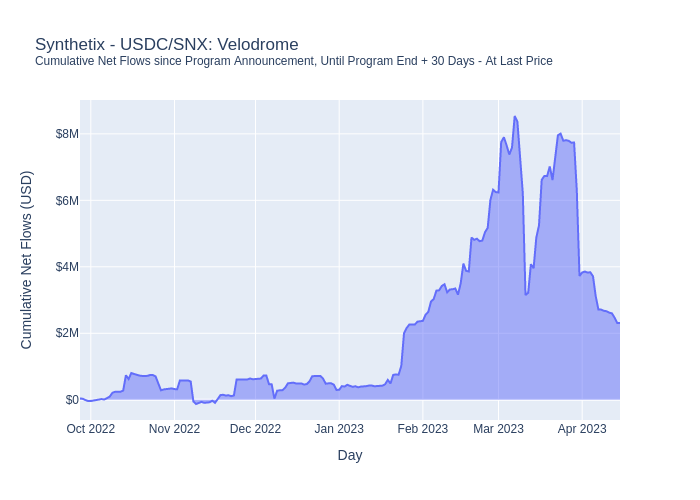 Synthetix - USDC/SNX: Velodrome
Cumulative Net Flows since Program Announcement, Until Program End + 30 Days - At Last Price
Cumulative Net Flows (USD)
$8M
$6M
$4M
$2M
$0
Oct 2022 Nov 2022 Dec 2022 Jan 2023 Feb 2023 Mar 2023 Apr 2023
Day